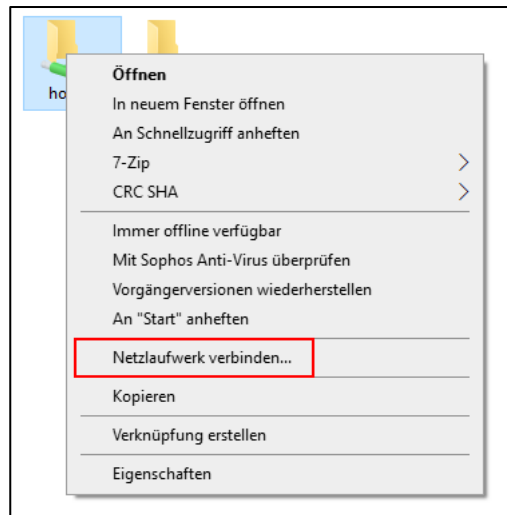 Öffnen
In neuem Fenster öffnen
An Schnellzugriff anheften
7-Zip
CRC SHA
Immer offline verfügbar
Mit Sophos Anti-Virus überprüfen
Vorgängerversionen wiederherstellen
An "Start" anheften
Netzlaufwerk verbinden...
Kopieren
Verknüpfung erstellen
Eigenschaften